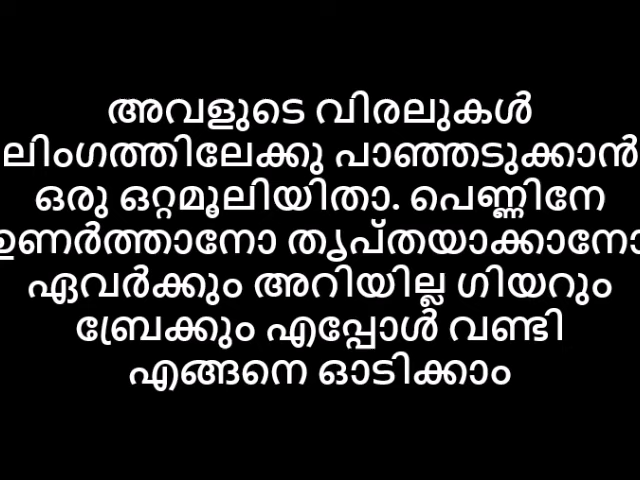 അവളുടെ വിരലുകൾ
ലിംഗത്തിലേക്കു പാഞ്ഞടുക്കാൻ
ഒരു ഒറ്റമൂലിയിതാ. പെണ്ണിനേ
ഉണർത്താനോ തൃപ്തയാക്കാനോ
ഏവർക്കും അറിയില്ല ഗിയറും
ബ്രേക്കും എപ്പോൾ വണ്ടി
എങ്ങനെ ഓടിക്കാം